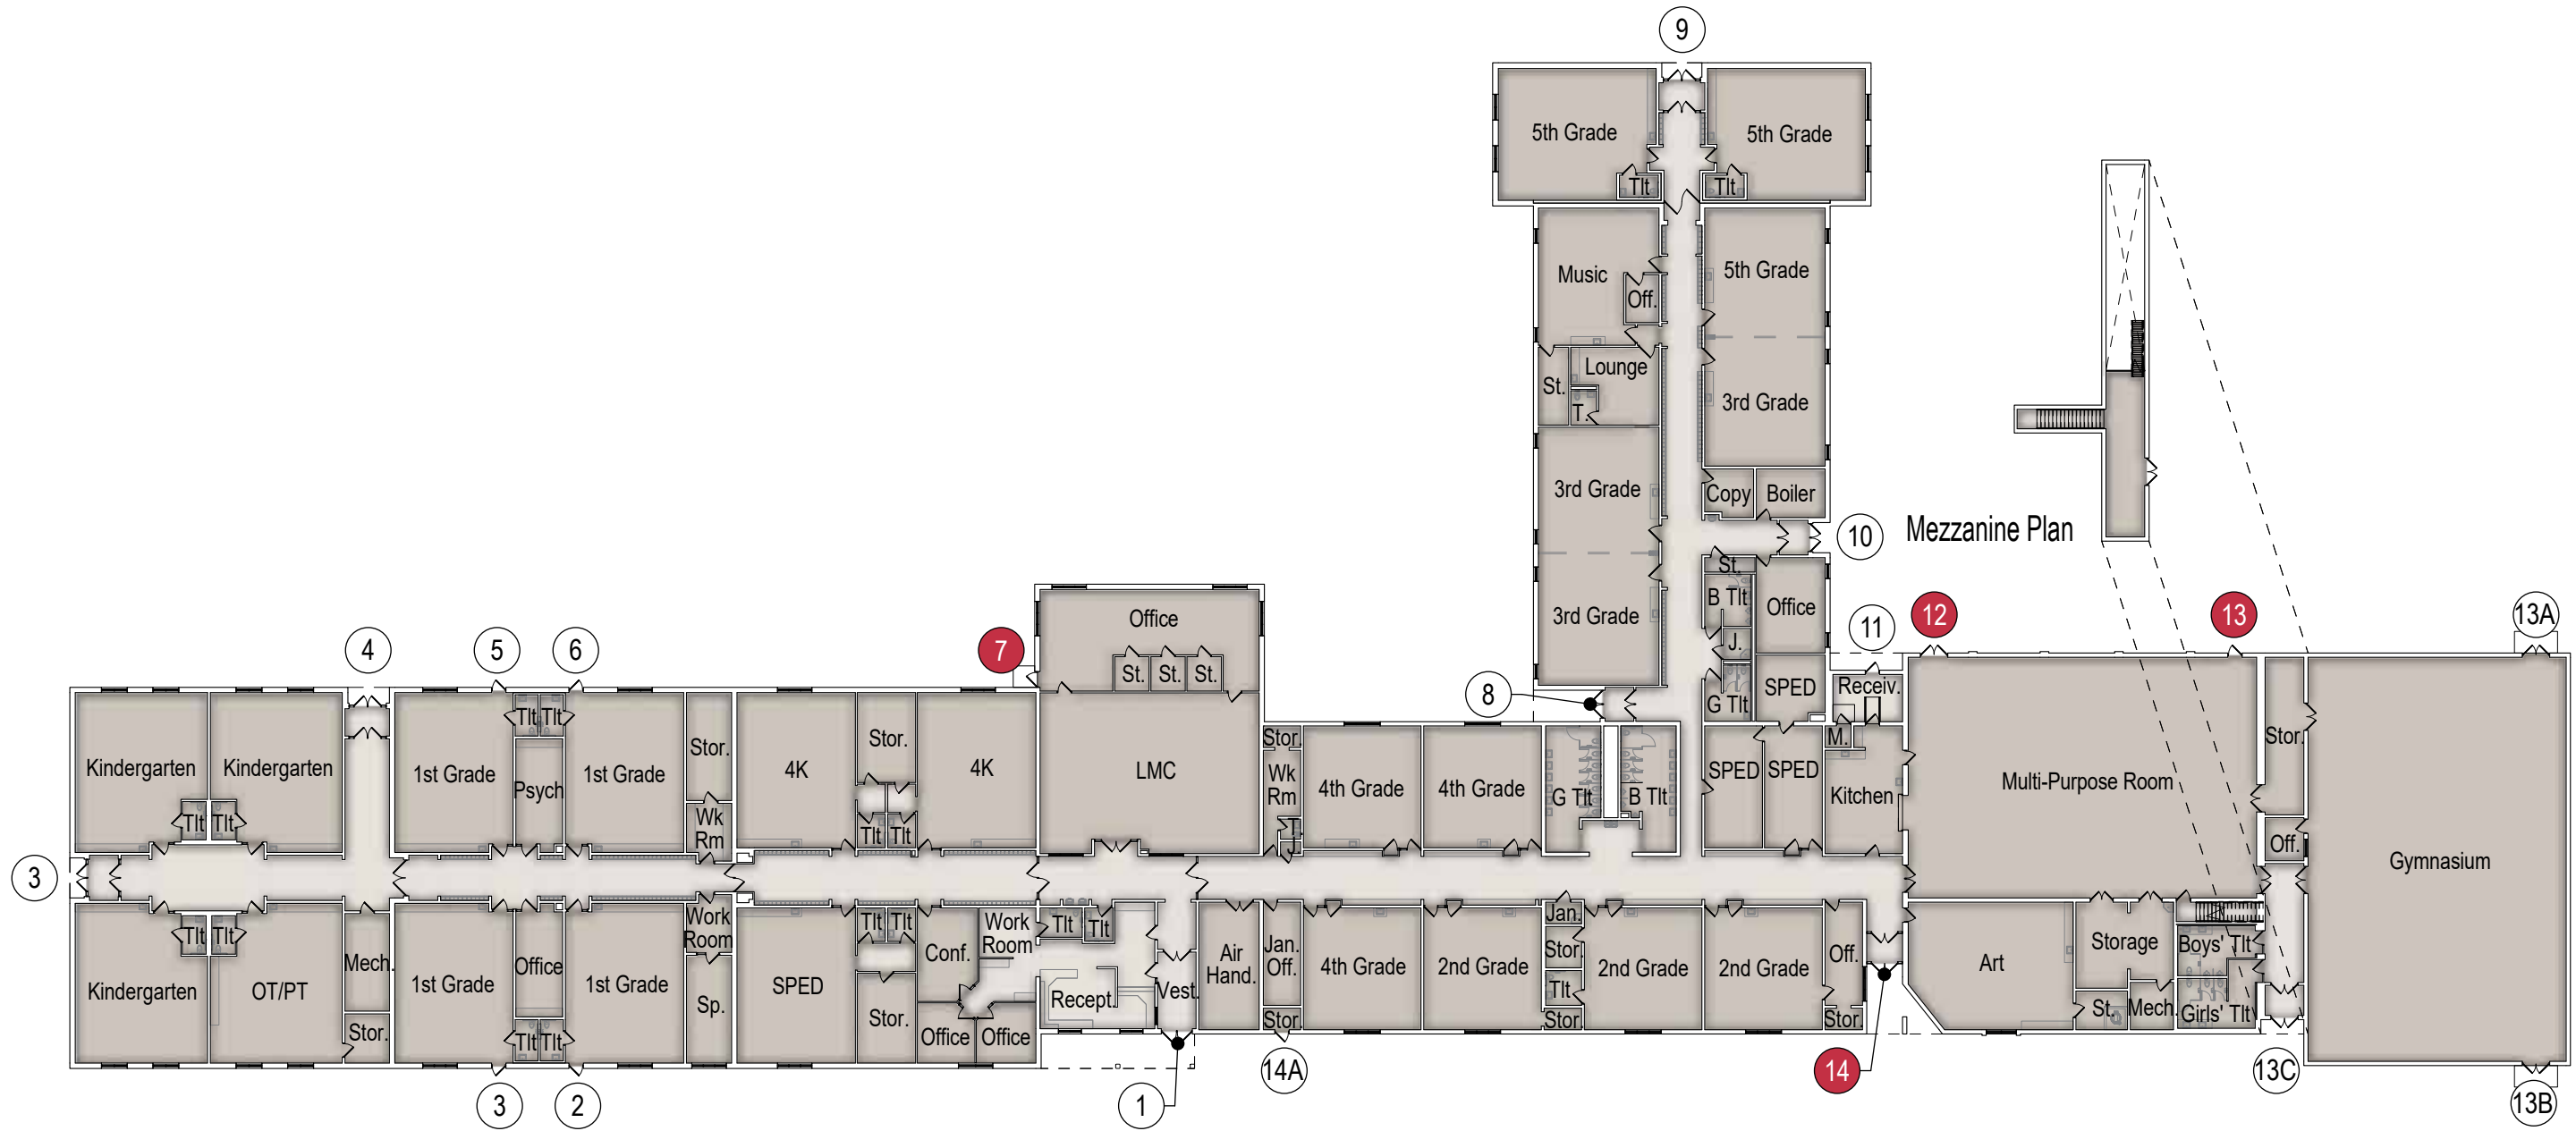 9
5th Grade
5th Grade
Tlt
Tlt
Music
Off.
5th Grade
Lounge
St.
T.
3rd Grade
3rd Grade
Copy
Boiler
10
Mezzanine Plan
St.
B Tlt
Office
3rd Grade
J.
SPED
G Tlt
8
11
12
13
13A
4
5
6
7
Office
St.
St.
St.
Receiv.
M.
Kindergarten
Kindergarten
Tlt
Tlt
1st Grade
Tlt
Tlt
Psych
1st Grade
Stor.
Wk
Rm
4K
Stor.
Tlt
Tlt
4K
LMC
Stor.
Wk
Rm
T.
J.
4th Grade
4th Grade
G Tlt
B Tlt
SPED
SPED
Kitchen
Multi-Purpose Room
Stor.
Off.
Gymnasium
3
Kindergarten
Tlt
Tlt
OT/PT
Mech.
Stor.
1st Grade
Office
Tlt
Tlt
1st Grade
Work
Room
Sp.
SPED
Tlt
Tlt
Stor.
Conf.
Work
Room
Office
Office
Tlt
Tlt
Recept.
Vest.
Air
Hand.
Jan.
Off.
Stor.
4th Grade
2nd Grade
Jan.
Stor.
Tlt
Stor.
2nd Grade
2nd Grade
Off.
Stor.
Art
Storage
St.
Mech.
Boys' Tlt
Girls' Tlt
3
2
1
14A
14
13C
13B